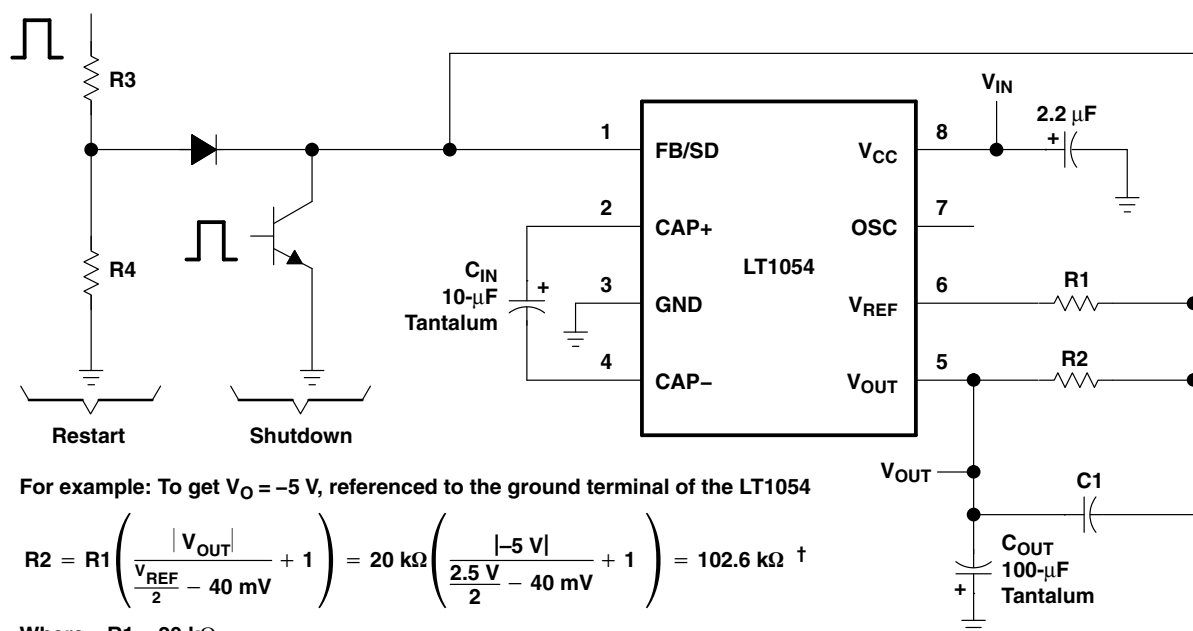 R3
R4
Restart
Shutdown
1
2
3
4
C_IN
10-μF
Tantalum
+
FB/SD
CAP+
GND
CAP−
LT1054
V_CC
OSC
V_REF
V_OUT
8
7
6
5
V_IN
2.2 μF
+
R1
R2
V_OUT
C1
C_OUT
100-μF
Tantalum
+
For example: To get V_O = −5 V, referenced to the ground terminal of the LT1054
R2 = R1 ( |V_OUT| / (V_REF/2 − 40 mV) + 1 ) = 20 kΩ ( |−5 V| / (2.5 V/2 − 40 mV) + 1 ) = 102.6 kΩ †